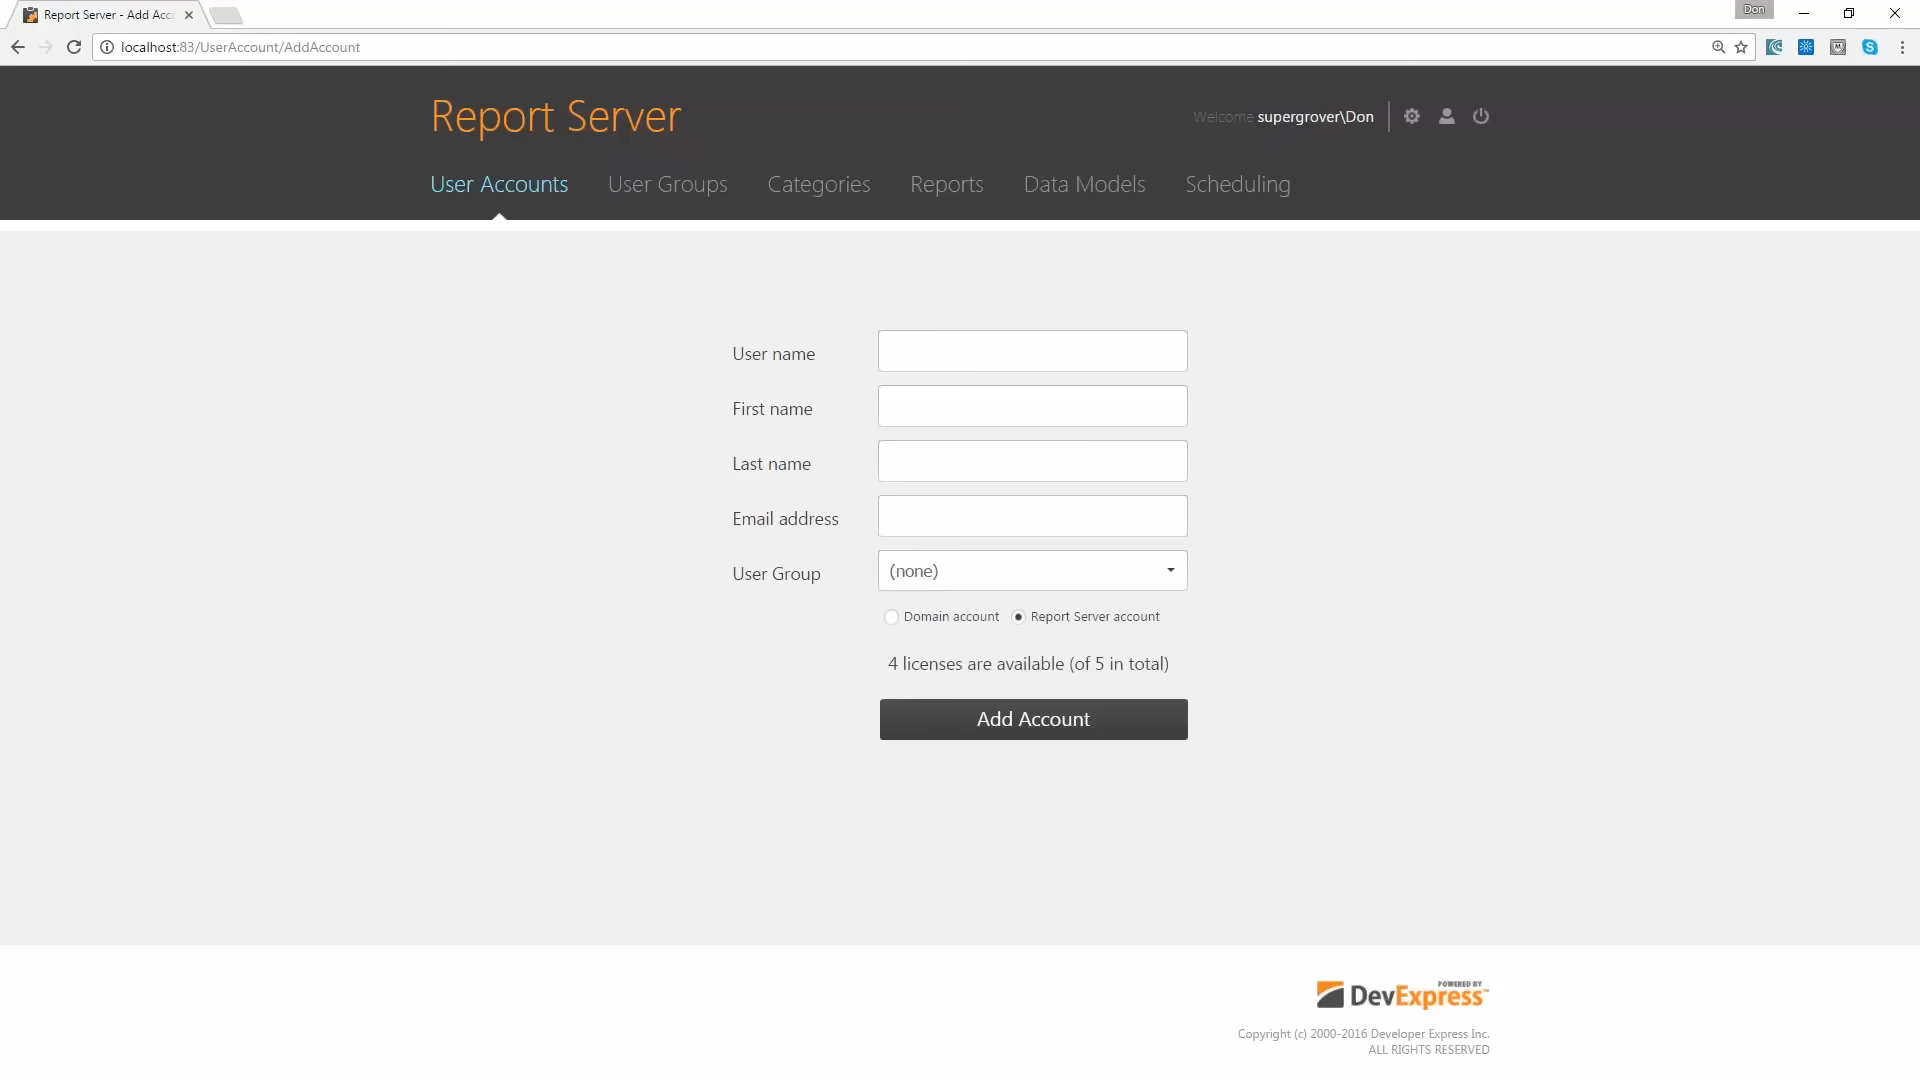 Report Server - Add Acc
Don
localhost:83/UserAccount/AddAccount
Report Server
Welcome supergrover\Don
User Accounts User Groups Categories Reports Data Models Scheduling
User name
First name
Last name
Email address
User Group (none)
Domain account Report Server account
4 licenses are available (of 5 in total)
Add Account
POWERED BY
DevExpress™
Copyright (c) 2000-2016 Developer Express Inc.
ALL RIGHTS RESERVED